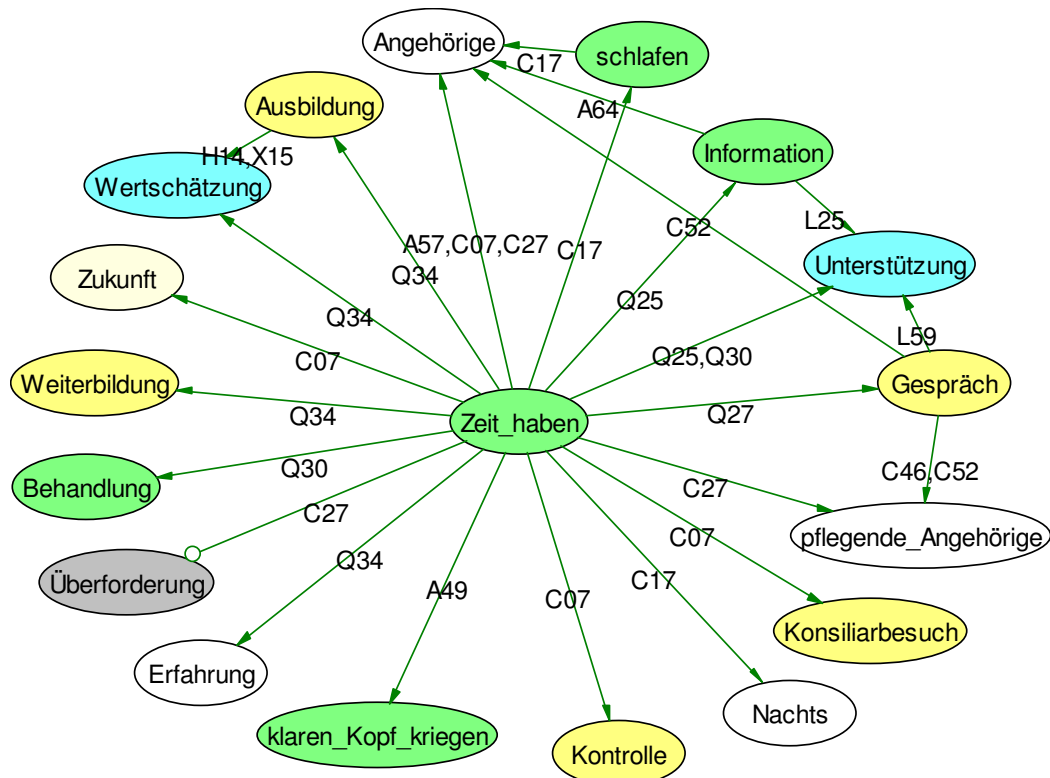 Angehörige
schlafen
C17
Ausbildung
A64
Information
H14,X15
Wertschätzung
C52
L25
A57,C07,C27
C17
Unterstützung
Zukunft
Q34
Q25
Q34
L59
C07
Q25,Q30
Weiterbildung
Gespräch
Q34
Zeit_haben
Q27
Q30
C46,C52
Behandlung
C27
C27
pflegende_Angehörige
C07
Q34
Überforderung
C17
A49
C07
Konsiliarbesuch
Erfahrung
Nachts
klaren_Kopf_kriegen
Kontrolle